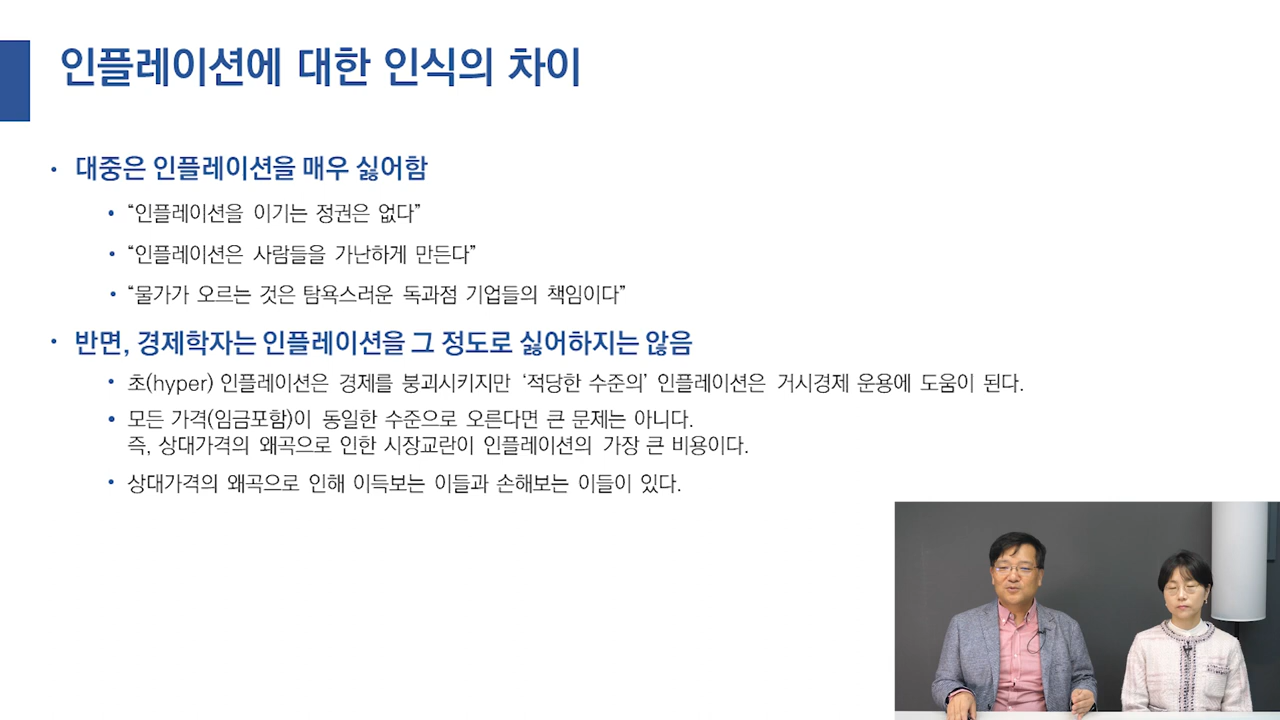 인플레이션에 대한 인식의 차이
• 대중은 인플레이션을 매우 싫어함
• “인플레이션을 이기는 정권은 없다”
• “인플레이션은 사람들을 가난하게 만든다”
• “물가가 오르는 것은 탐욕스러운 독과점 기업들의 책임이다”
• 반면, 경제학자는 인플레이션을 그 정도로 싫어하지는 않음
• 초(hyper) 인플레이션은 경제를 붕괴시키지만 ‘적당한 수준의’ 인플레이션은 거시경제 운용에 도움이 된다.
• 모든 가격(임금포함)이 동일한 수준으로 오른다면 큰 문제는 아니다.
즉, 상대가격의 왜곡으로 인한 시장교란이 인플레이션의 가장 큰 비용이다.
• 상대가격의 왜곡으로 인해 이득보는 이들과 손해보는 이들이 있다.